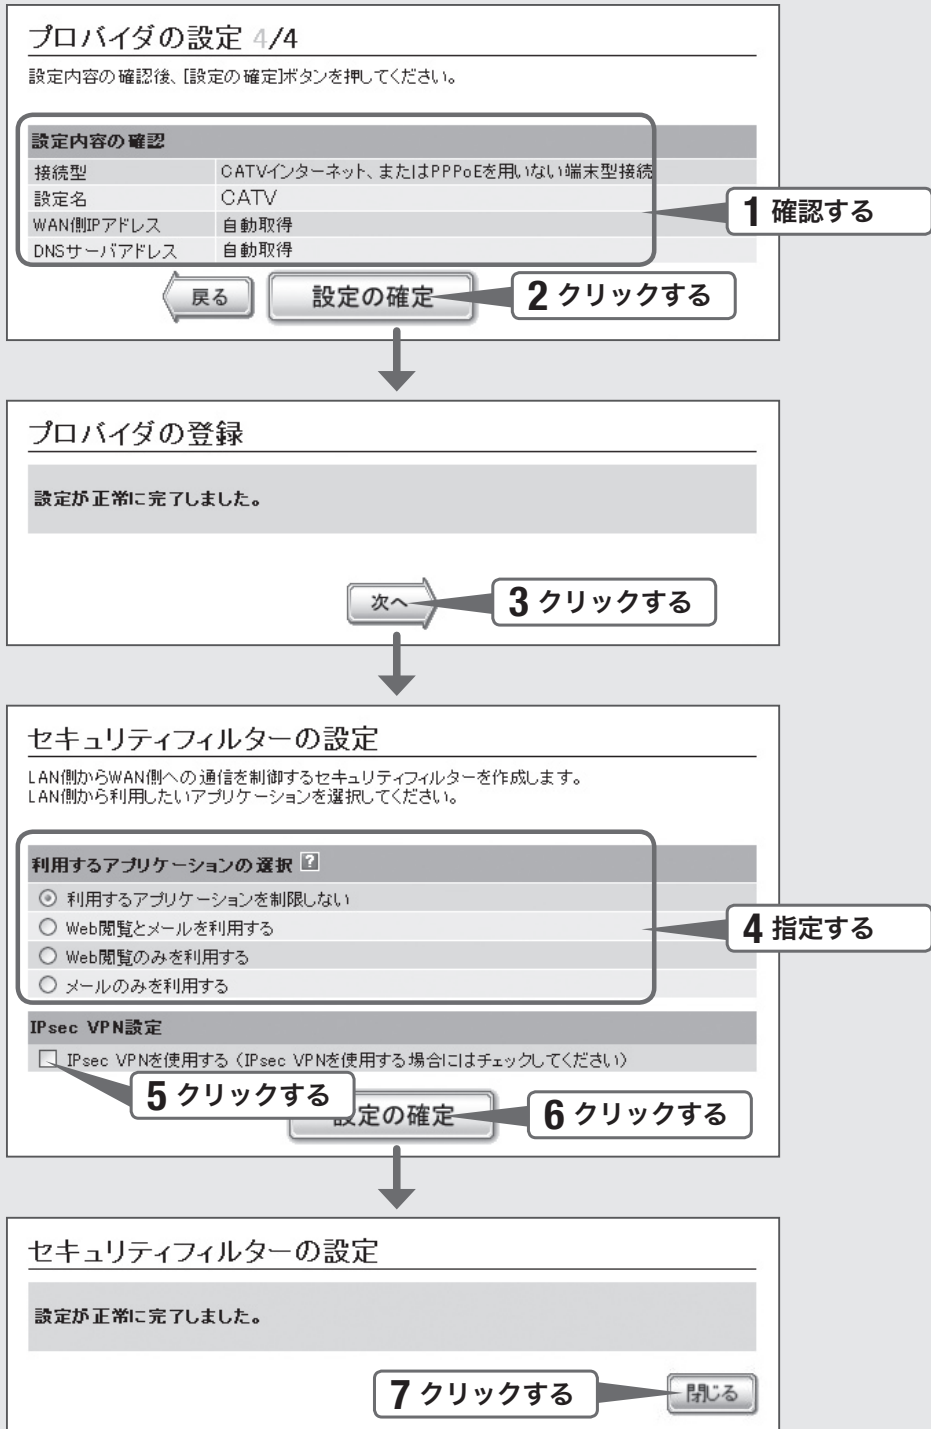 プロバイダの設定 4/4
設定内容の確認後、[設定の確定]ボタンを押してください。
設定内容の確認
接続型 CATVインターネット、またはPPPoEを用いない端末型接続
設定名 CATV
WAN側IPアドレス 自動取得
DNSサーバアドレス 自動取得
1 確認する
戻る 設定の確定 2 クリックする
プロバイダの登録
設定が正常に完了しました。
次へ 3 クリックする
セキュリティフィルターの設定
LAN側からWAN側への通信を制御するセキュリティフィルターを作成します。
LAN側から利用したいアプリケーションを選択してください。
利用するアプリケーションの選択 ?
利用するアプリケーションを制限しない
Web閲覧とメールを利用する
4 指定する
Web閲覧のみを利用する
メールのみを利用する
IPsec VPN設定
IPsec VPNを使用する(IPsec VPNを使用する場合にはチェックしてください)
5 クリックする
定の確定 6 クリックする
セキュリティフィルターの設定
設定が正常に完了しました。
7 クリックする 閉じる